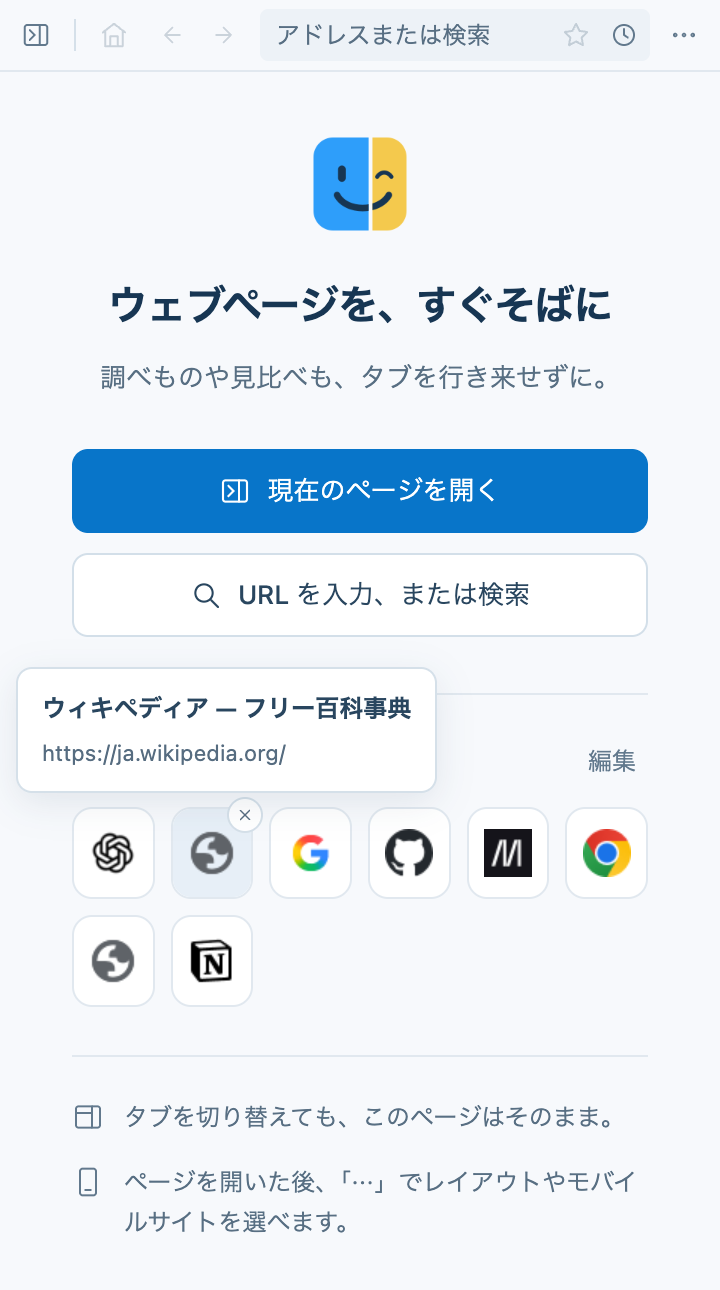 アドレスまたは検索
ウェブページを、すぐそばに
調べものや見比べも、タブを行き来せずに。
現在のページを開く
URL を入力、または検索
ウィキペディア — フリー百科事典
https://ja.wikipedia.org/
編集
タブを切り替えても、このページはそのまま。
ページを開いた後、「…」でレイアウトやモバイ
ルサイトを選べます。